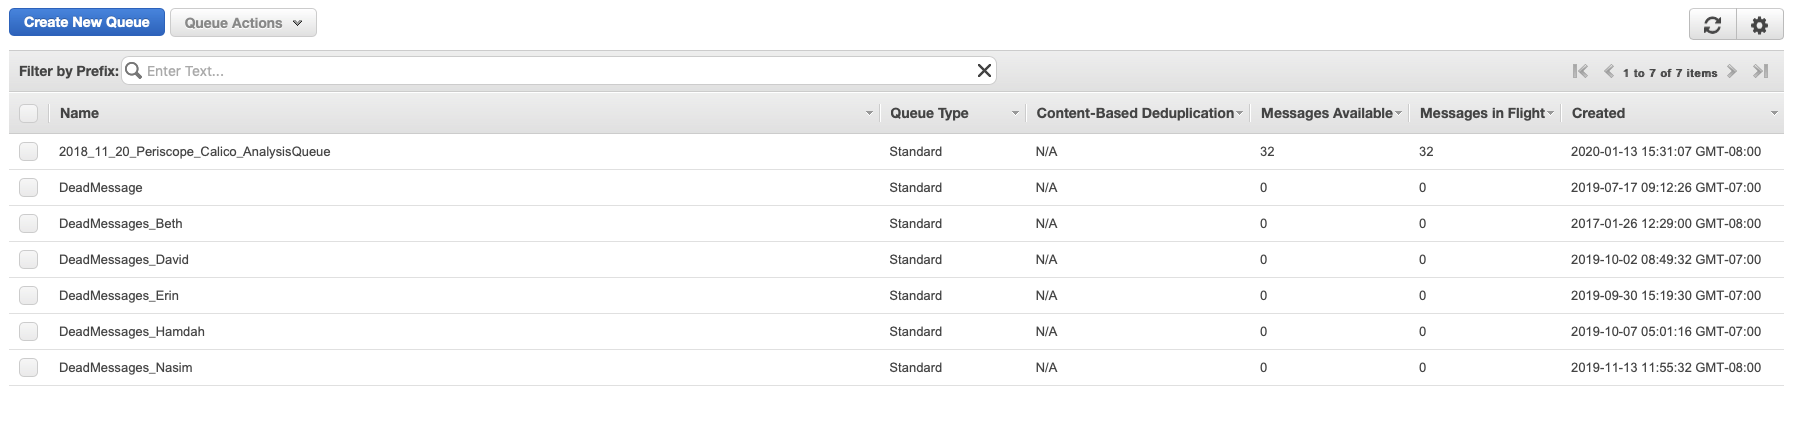 Create New Queue Queue Actions
Filter by Prefix: Enter Text... 1 to 7 of 7 items
Name Queue Type Content-Based Deduplication Messages Available Messages in Flight Created
2018_11_20_Periscope_Calico_AnalysisQueue Standard N/A 32 32 2020-01-13 15:31:07 GMT-08:00
DeadMessage Standard N/A 0 0 2019-07-17 09:12:26 GMT-07:00
DeadMessages_Beth Standard N/A 0 0 2017-01-26 12:29:00 GMT-08:00
DeadMessages_David Standard N/A 0 0 2019-10-02 08:49:32 GMT-07:00
DeadMessages_Erin Standard N/A 0 0 2019-09-30 15:19:30 GMT-07:00
DeadMessages_Hamdah Standard N/A 0 0 2019-10-07 05:01:16 GMT-07:00
DeadMessages_Nasim Standard N/A 0 0 2019-11-13 11:55:32 GMT-08:00